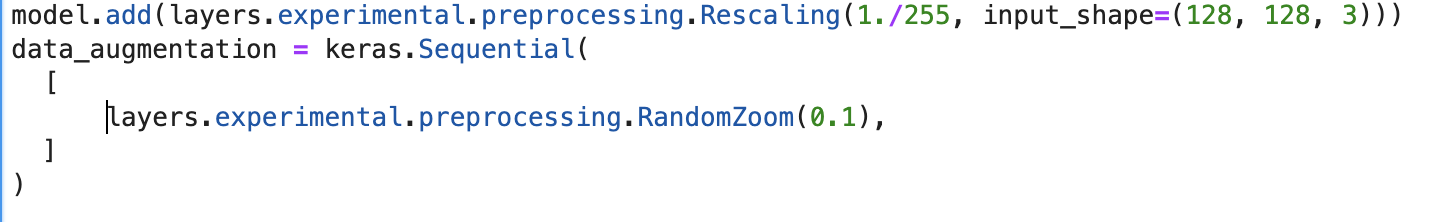 model.add(layers.experimental.preprocessing.Rescaling(1./255, input_shape=(128, 128, 3)))
data_augmentation = keras.Sequential(
  [
      layers.experimental.preprocessing.RandomZoom(0.1),
  ]
)